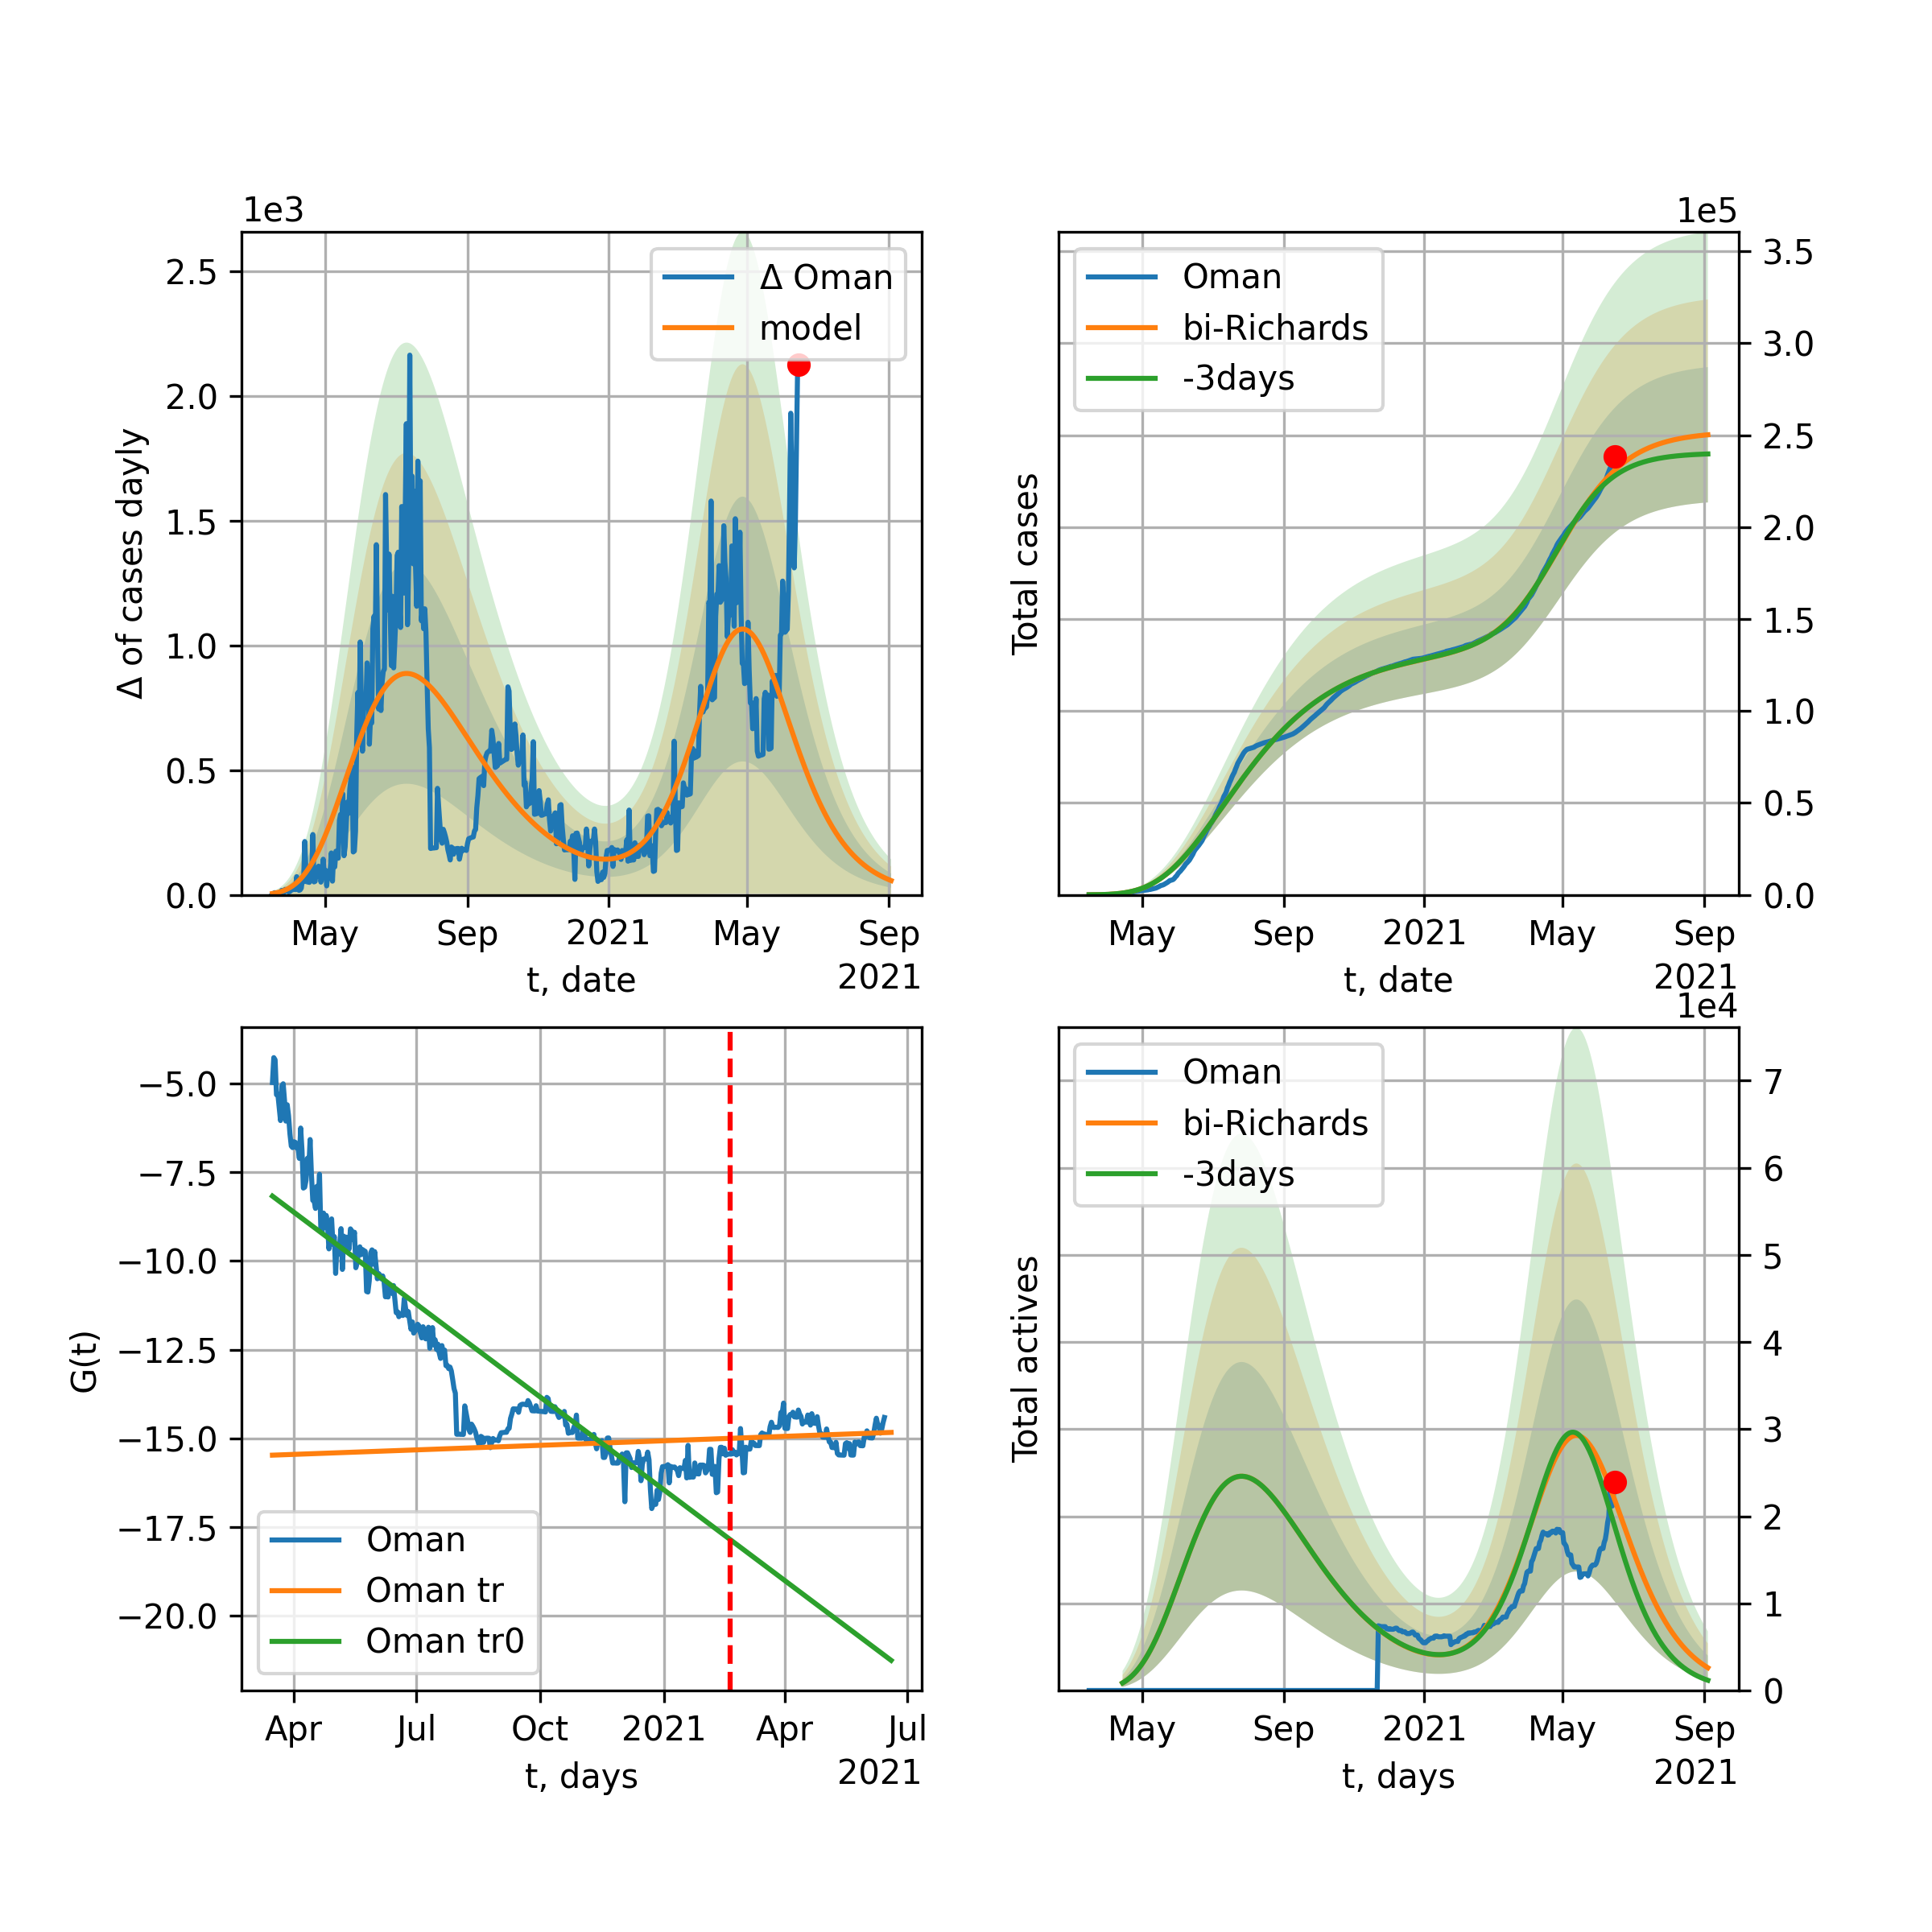 1e3
Δ of cases dayly
2.5
2.0
1.5
1.0
0.5
0.0
Δ Oman
model
May
Sep
2021
May
Sep
t, date
2021
1e5
Total cases
Oman
bi-Richards
-3days
3.5
3.0
2.5
2.0
1.5
1.0
0.5
0.0
May
Sep
2021
May
Sep
t, date
2021
G(t)
−5.0
−7.5
−10.0
−12.5
−15.0
−17.5
−20.0
Oman
Oman tr
Oman tr0
Apr
Jul
Oct
2021
Apr
Jul
t, days
2021
1e4
Total actives
Oman
bi-Richards
-3days
7
6
5
4
3
2
1
0
May
Sep
2021
May
Sep
t, days
2021